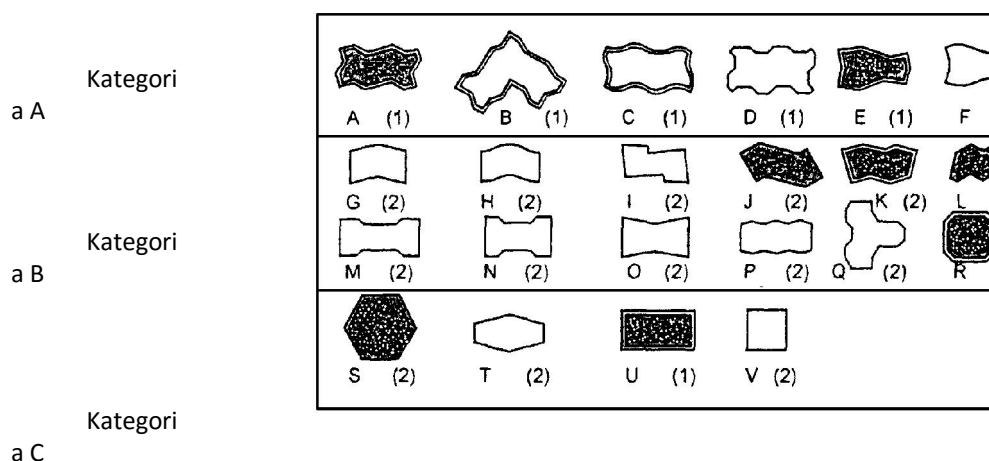 Kategori
a A
A (1) B (1) C (1) D (1) E (1) F
G (2) H (2) I (2) J (2) K (2) L
Kategori
a B
M (2) N (2) O (2) P (2) Q (2) R
S (2) T (2) U (1) V (2)
Kategori
a C